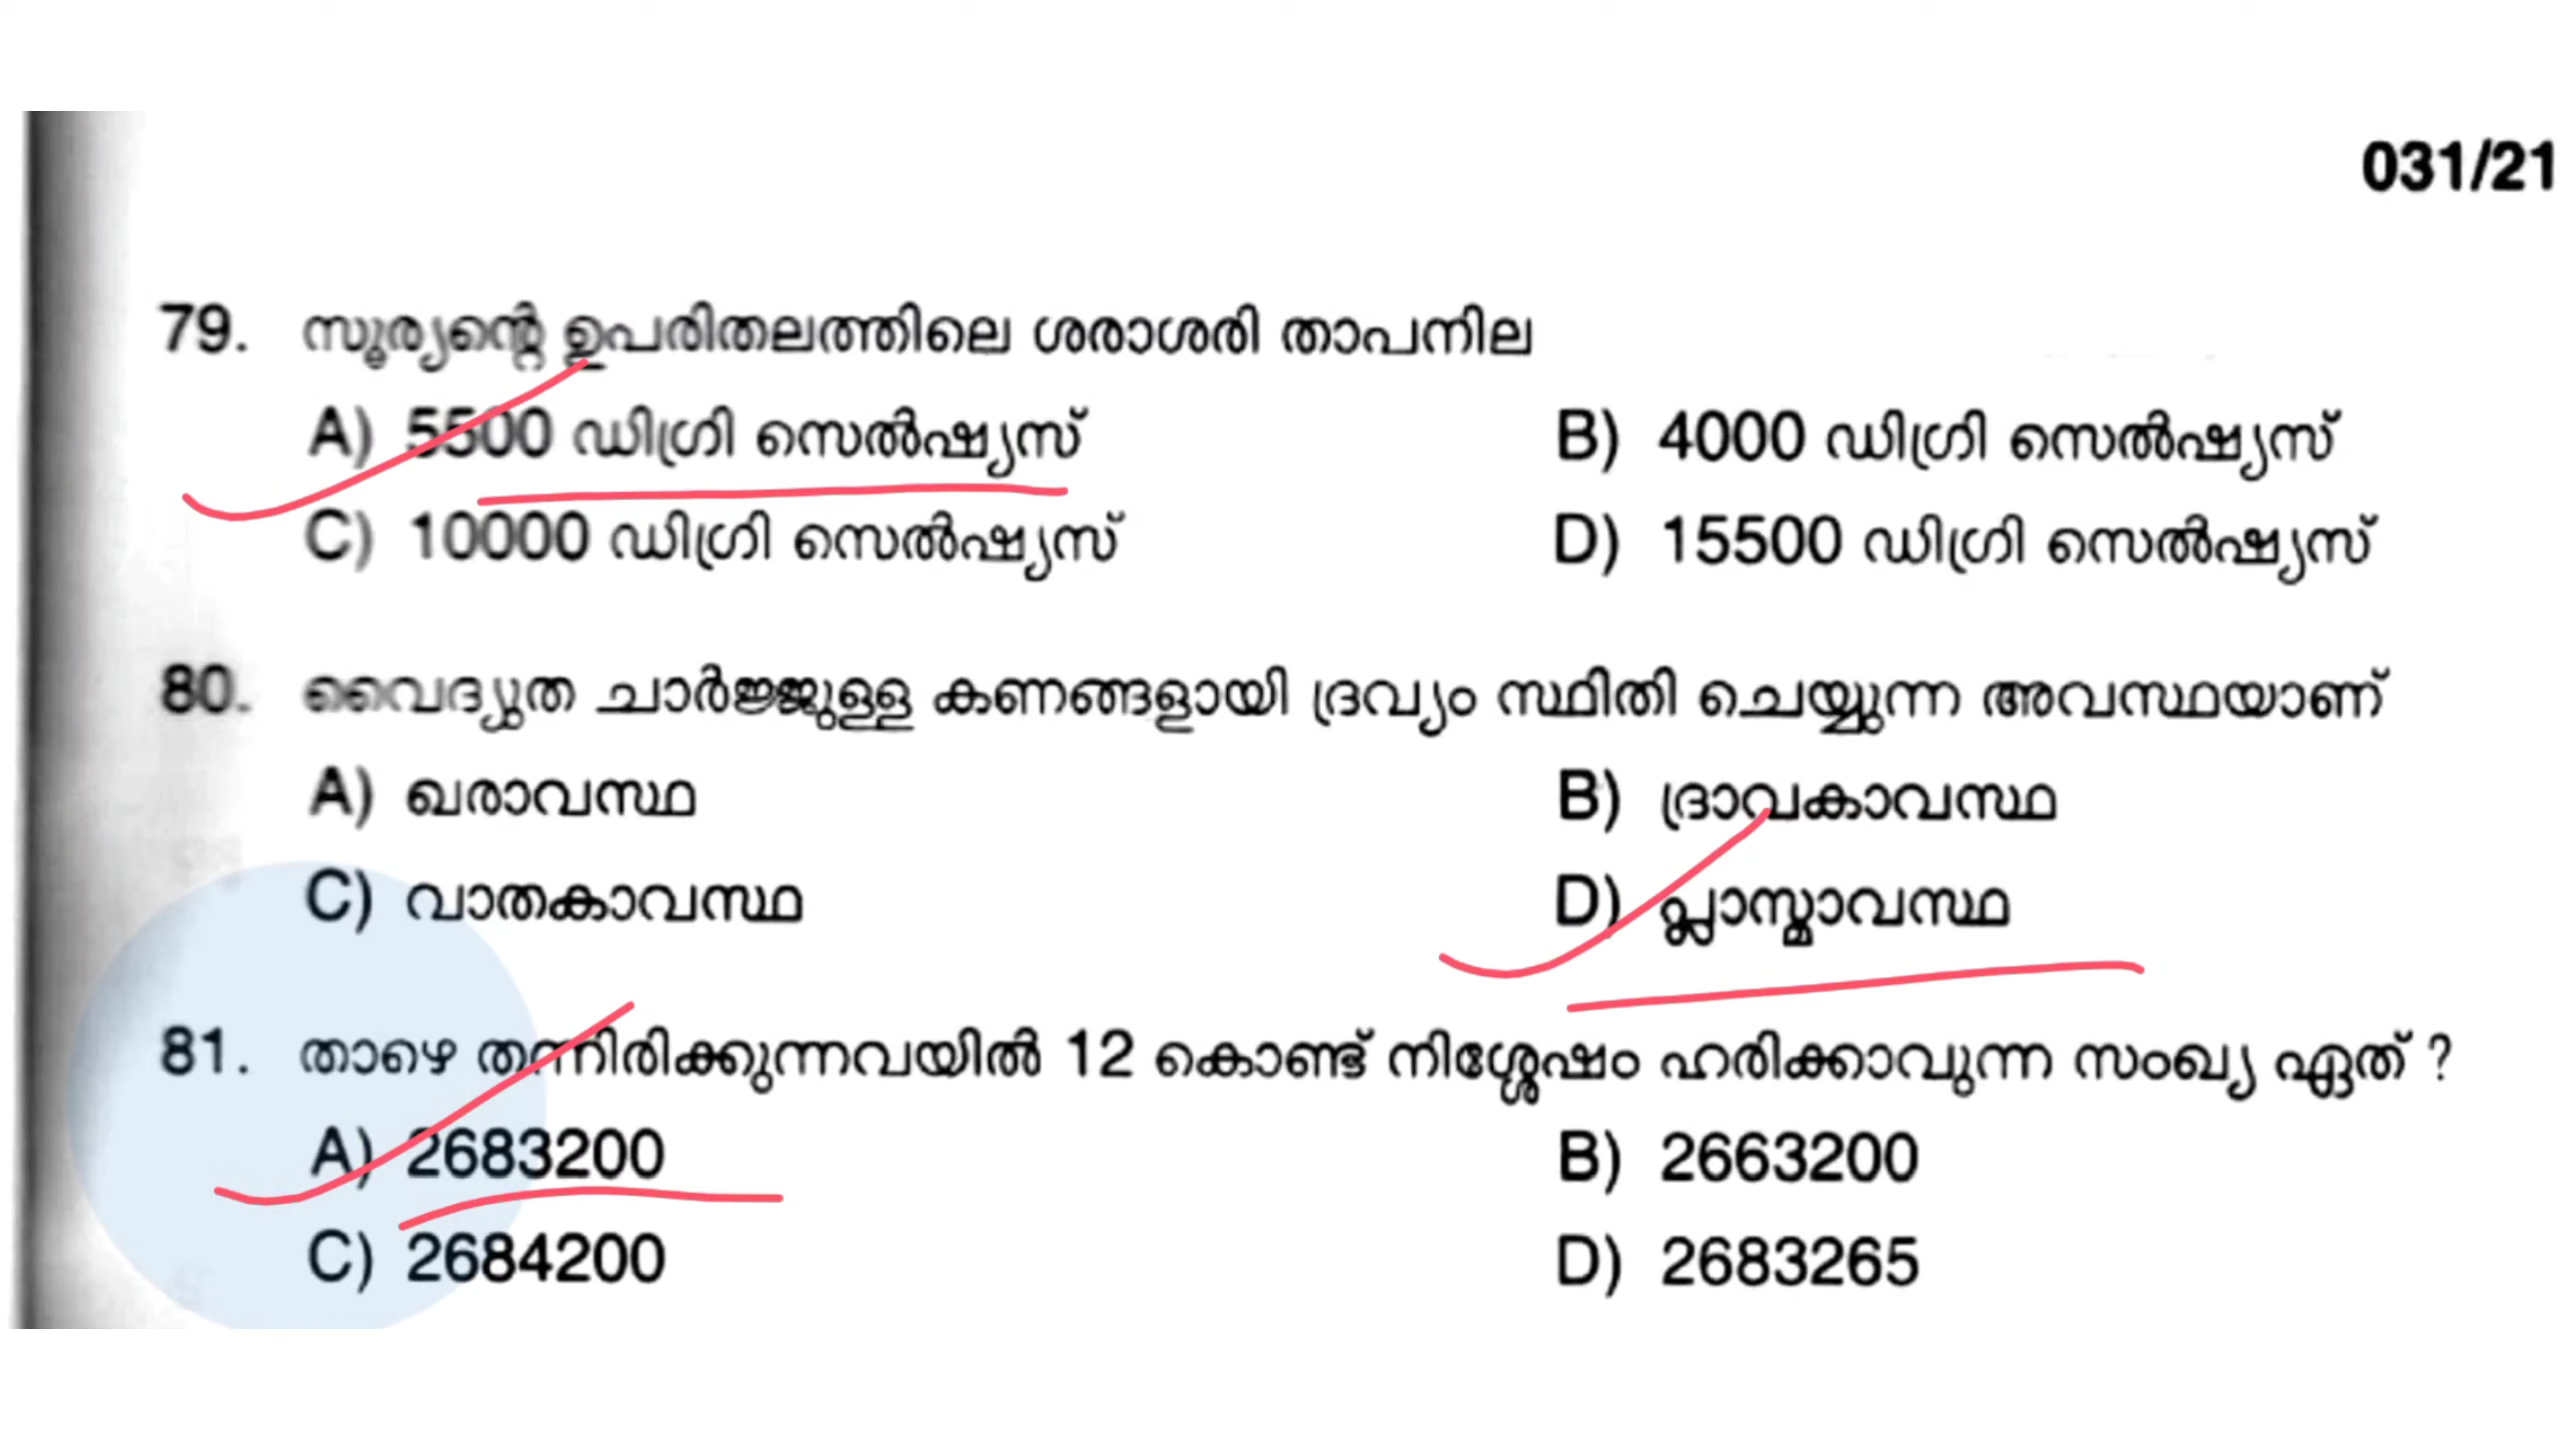 031/21
79. സൂര്യന്റെ ഉപരിതലത്തിലെ ശരാശരി താപനില
A) 5500 ഡിഗ്രി സെൽഷ്യസ് B) 4000 ഡിഗ്രി സെൽഷ്യസ്
C) 10000 ഡിഗ്രി സെൽഷ്യസ് D) 15500 ഡിഗ്രി സെൽഷ്യസ്
80. വൈദ്യുത ചാർജ്ജുള്ള കണങ്ങളായി ദ്രവ്യം സ്ഥിതി ചെയ്യുന്ന അവസ്ഥയാണ്
A) ഖരാവസ്ഥ B) ദ്രാവകാവസ്ഥ
C) വാതകാവസ്ഥ D) പ്ലാസ്മാവസ്ഥ
81. താഴെ തന്നിരിക്കുന്നവയിൽ 12 കൊണ്ട് നിശ്ശേഷം ഹരിക്കാവുന്ന സംഖ്യ ഏത് ?
A) 2683200 B) 2663200
C) 2684200 D) 2683265